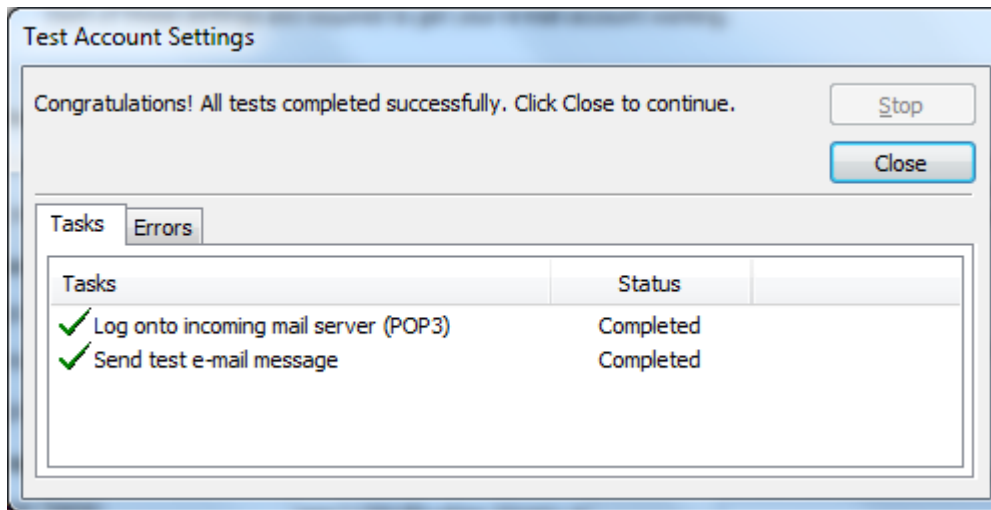 Test Account Settings
Congratulations! All tests completed successfully. Click Close to continue.
Stop
Close
Tasks Errors
Tasks Status
Log onto incoming mail server (POP3) Completed
Send test e-mail message Completed